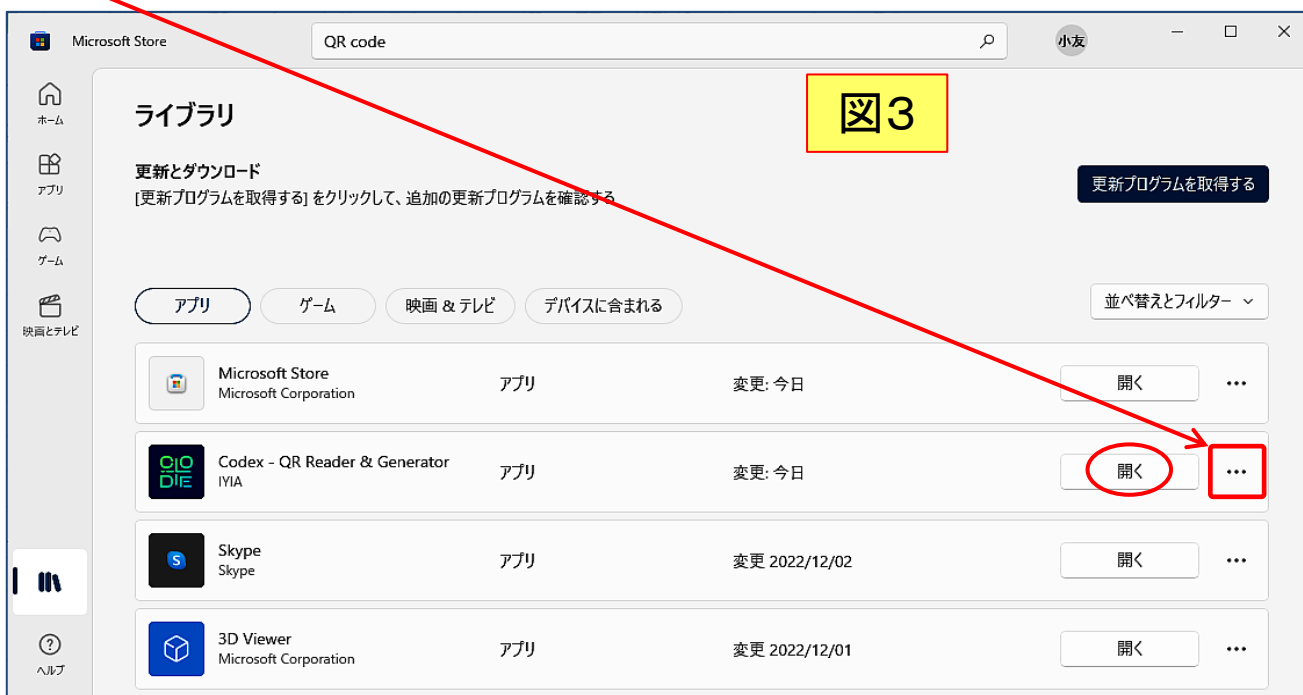 Microsoft Store
QR code
小友
図3
ホーム
アプリ
ゲーム
映画とテレビ
ヘルプ
ライブラリ
更新とダウンロード
[更新プログラムを取得する] をクリックして、追加の更新プログラムを確認する
更新プログラムを取得する
アプリ
ゲーム
映画 & テレビ
デバイスに含まれる
並べ替えとフィルター
Microsoft Store
Microsoft Corporation
アプリ
変更: 今日
開く
CO
DIE
Codex - QR Reader & Generator
IYIA
アプリ
変更: 今日
開く
S
Skype
Skype
アプリ
変更 2022/12/02
開く
3D Viewer
Microsoft Corporation
アプリ
変更 2022/12/01
開く